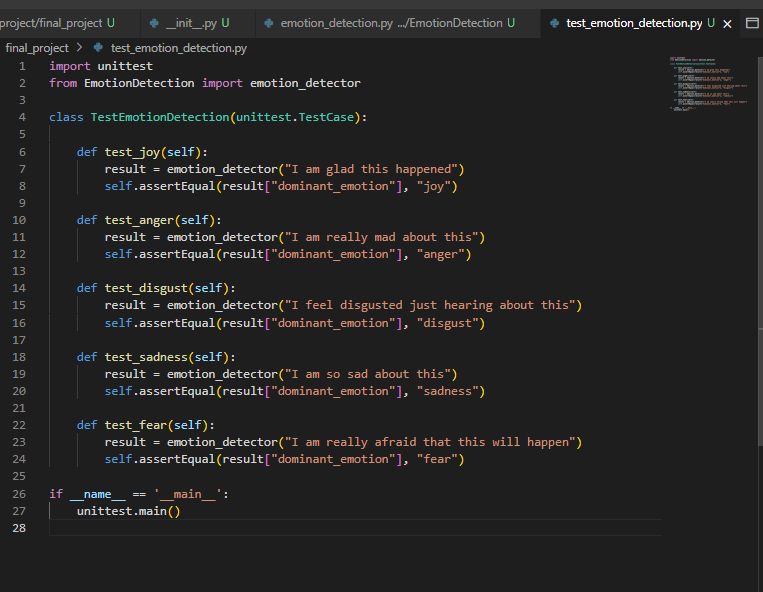 project/final_project U __init__.py U emotion_detection.py .../EmotionDetection U test_emotion_detection.py U
final_project > test_emotion_detection.py
1 import unittest
2 from EmotionDetection import emotion_detector
3
4 class TestEmotionDetection(unittest.TestCase):
5
6 def test_joy(self):
7 result = emotion_detector("I am glad this happened")
8 self.assertEqual(result["dominant_emotion"], "joy")
9
10 def test_anger(self):
11 result = emotion_detector("I am really mad about this")
12 self.assertEqual(result["dominant_emotion"], "anger")
13
14 def test_disgust(self):
15 result = emotion_detector("I feel disgusted just hearing about this")
16 self.assertEqual(result["dominant_emotion"], "disgust")
17
18 def test_sadness(self):
19 result = emotion_detector("I am so sad about this")
20 self.assertEqual(result["dominant_emotion"], "sadness")
21
22 def test_fear(self):
23 result = emotion_detector("I am really afraid that this will happen")
24 self.assertEqual(result["dominant_emotion"], "fear")
25
26 if __name__ == '__main__':
27 unittest.main()
28